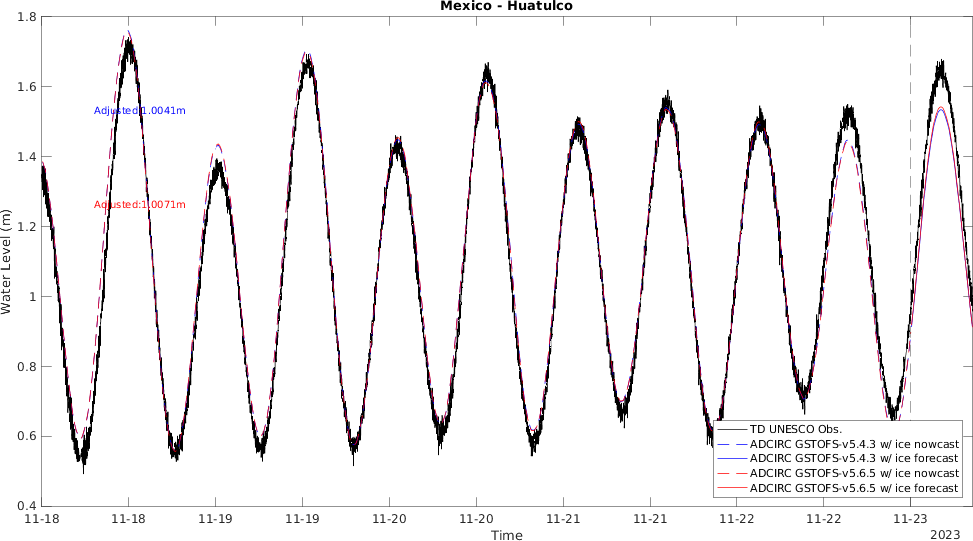 Mexico - Huatulco
1.8
1.6
1.4
1.2
1
0.8
0.6
0.4
Water Level (m)
Adjusted:1.0041m
Adjusted:1.0071m
TD UNESCO Obs.
ADCIRC GSTOFS-v5.4.3 w/ ice nowcast
ADCIRC GSTOFS-v5.4.3 w/ ice forecast
ADCIRC GSTOFS-v5.6.5 w/ ice nowcast
ADCIRC GSTOFS-v5.6.5 w/ ice forecast
11-18 11-18 11-19 11-19 11-20 11-20 11-21 11-21 11-22 11-22 11-23
Time
2023